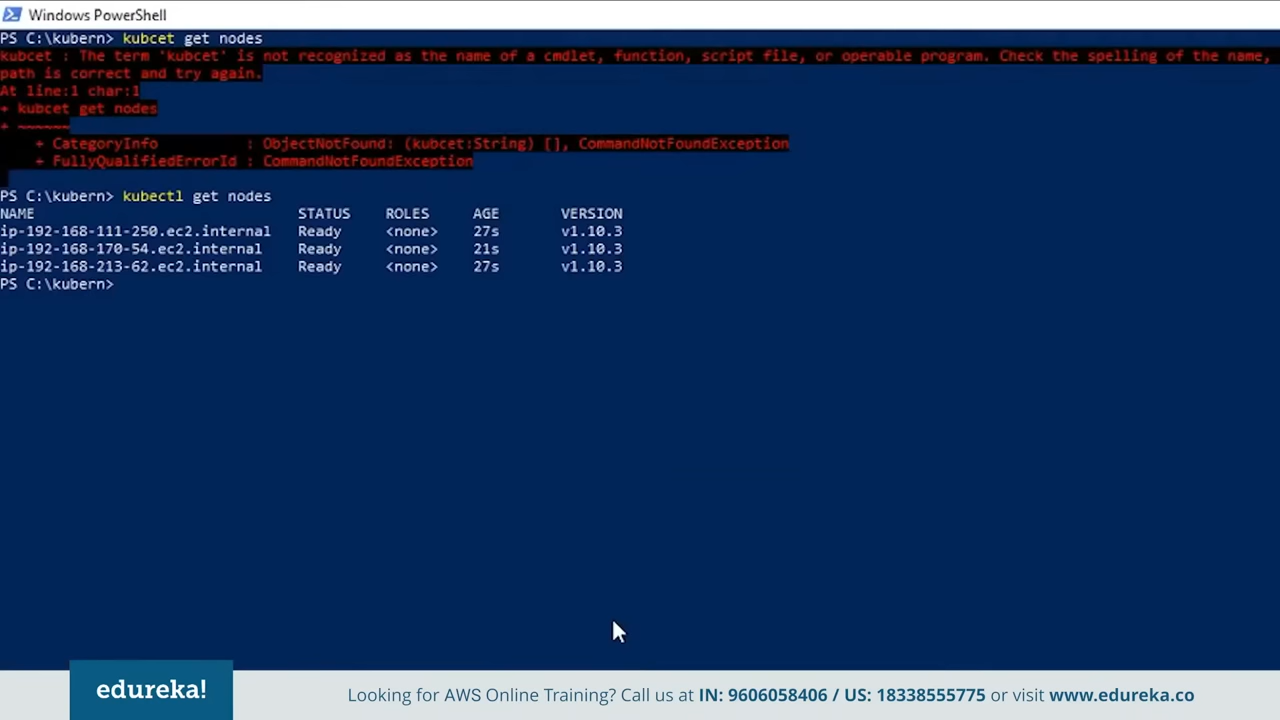 Windows PowerShell
PS C:\kubern> kubcet get nodes
kubcet : The term 'kubcet' is not recognized as the name of a cmdlet, function, script file, or operable program. Check the spelling of the name,
path is correct and try again.
At line:1 char:1
+ kubcet get nodes
+ ~~~~~~
+ CategoryInfo : ObjectNotFound: (kubcet:String) [], CommandNotFoundException
+ FullyQualifiedErrorId : CommandNotFoundException
PS C:\kubern> kubectl get nodes
NAME STATUS ROLES AGE VERSION
ip-192-168-111-250.ec2.internal Ready <none> 27s v1.10.3
ip-192-168-170-54.ec2.internal Ready <none> 21s v1.10.3
ip-192-168-213-62.ec2.internal Ready <none> 27s v1.10.3
PS C:\kubern>
edureka!
Looking for AWS Online Training? Call us at IN: 9606058406 / US: 18338555775 or visit www.edureka.co